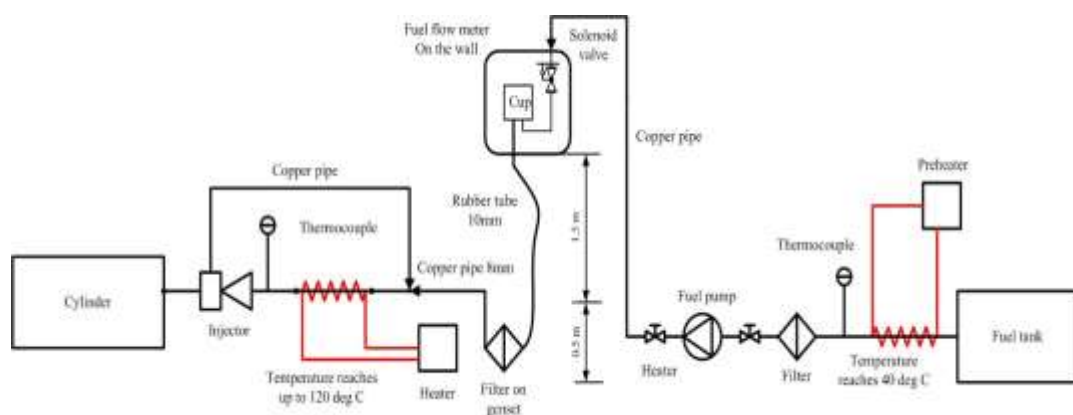 Fuel flow meter
On the wall
Solenoid
valve
Cup
Copper pipe
Preheater
Copper pipe
Rubber tube
10mm
1.5 m
Thermocouple
Thermocouple
Copper pipe 8mm
Fuel pump
Cylinder
Injector
0.5 m
Fuel tank
Heater
Filter
Temperature
reaches 40 deg C
Temperature reaches
up to 120 deg C
Heater
Filter on
genset